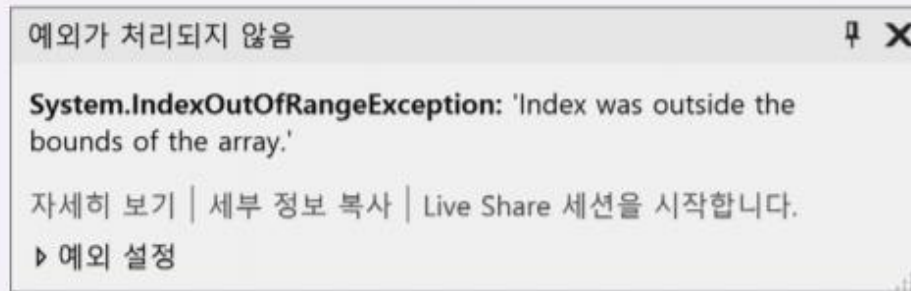 예외가 처리되지 않음
System.IndexOutOfRangeException: 'Index was outside the
bounds of the array.'
자세히 보기 | 세부 정보 복사 | Live Share 세션을 시작합니다.
예외 설정